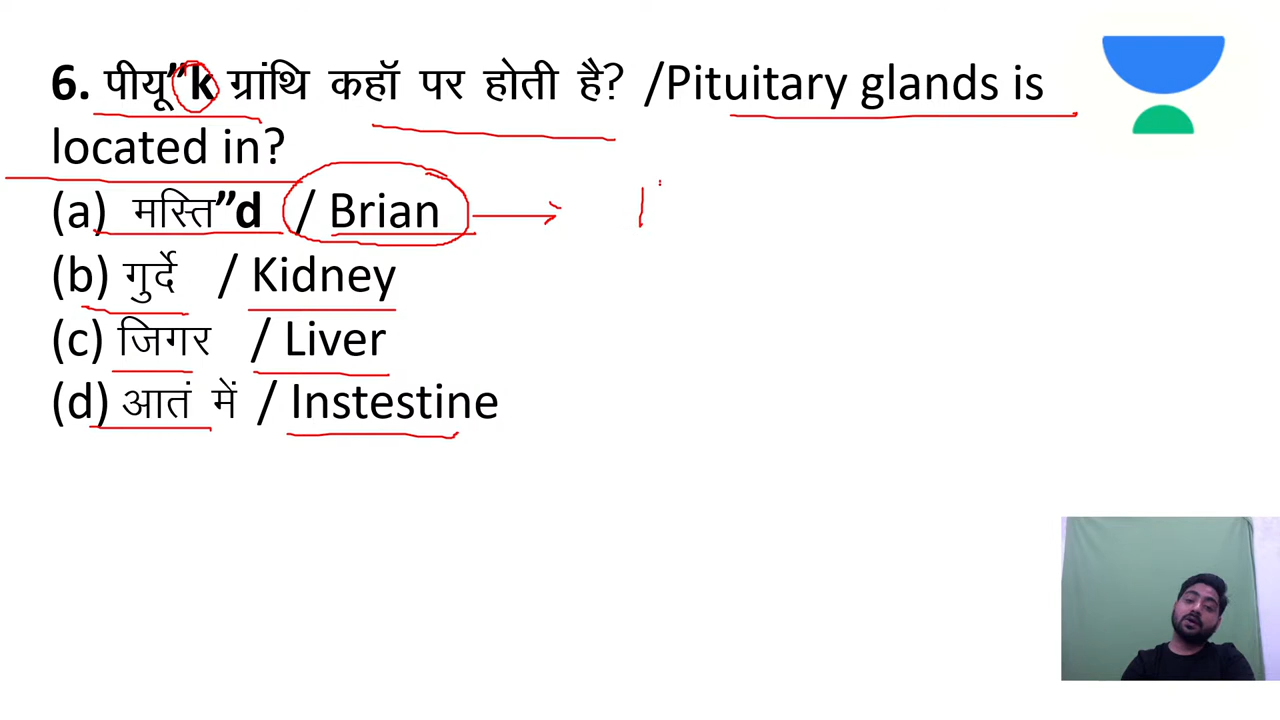 6. पीयू”k ग्रांथि कहॉ पर होती है? /Pituitary glands is
located in?
(a) मस्ति”d / Brian
(b) गुर्दे / Kidney
(c) जिगर / Liver
(d) आतं में / Instestine